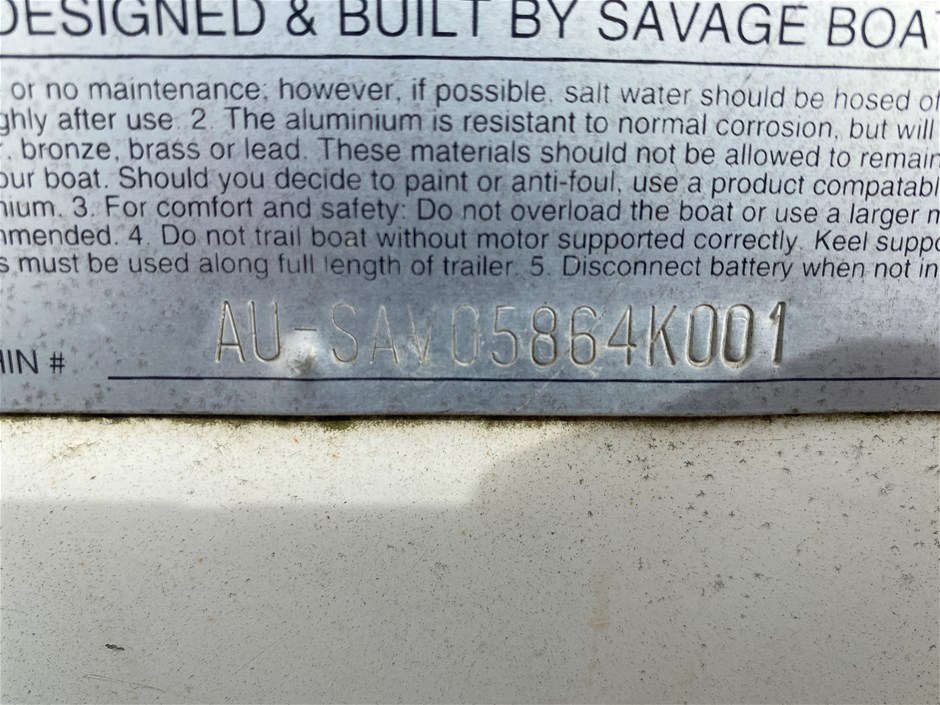 DESIGNED & BUILT BY SAVAGE BOA
or no maintenance; however, if possible, salt water should be hosed of
ghly after use 2. The aluminium is resistant to normal corrosion, but will
. bronze, brass or lead. These materials should not be allowed to remain
our boat. Should you decide to paint or anti-foul, use a product compatabl
nium. 3. For comfort and safety: Do not overload the boat or use a larger m
mmended. 4. Do not trail boat without motor supported correctly. Keel suppo
s must be used along full length of trailer. 5. Disconnect battery when not in
HIN # AU-SAV05864K001